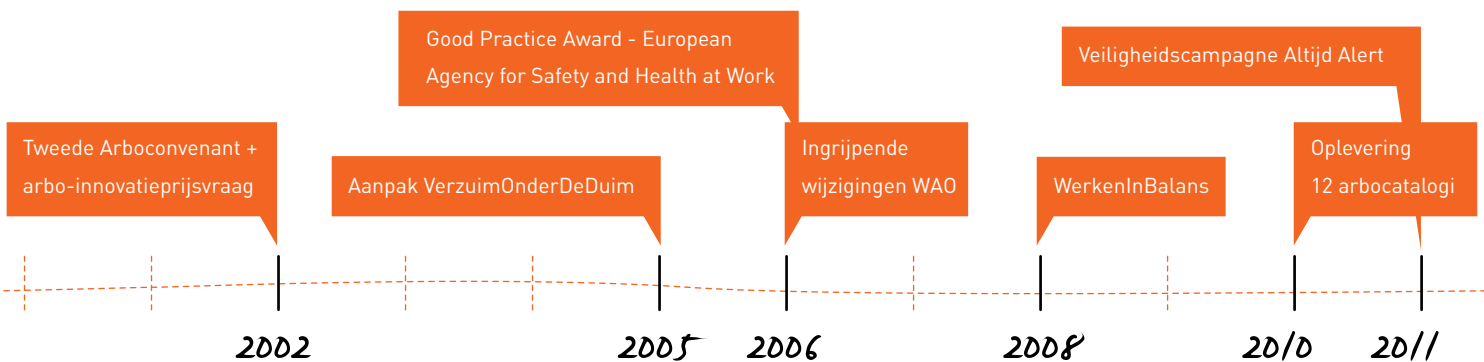 Good Practice Award - European
Agency for Safety and Health at Work
Veiligheidscampagne Altijd Alert
Tweede Arboconvenant +
arbo-innovatieprijsvraag
Aanpak VerzuimOnderDeDuim
Ingrijpende
wijzigingen WAO
WerkenInBalans
Oplevering
12 arbocatalogi
2002
2005
2006
2008
2010
2011